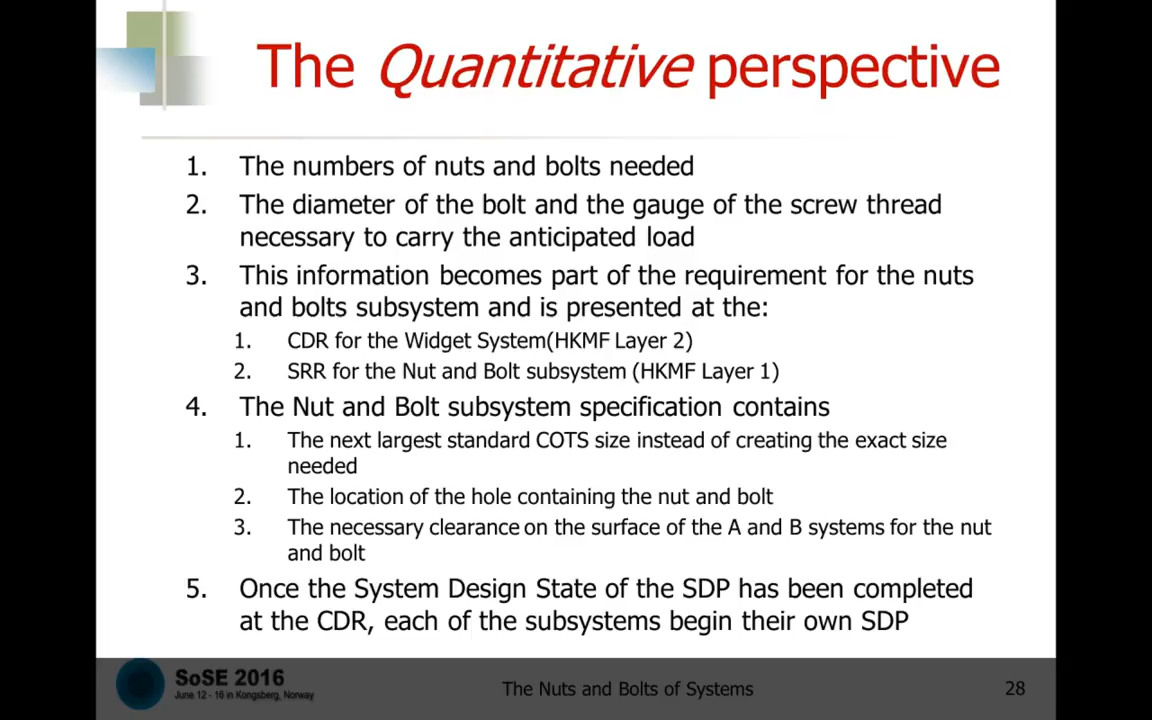 The Quantitative perspective
1. The numbers of nuts and bolts needed
2. The diameter of the bolt and the gauge of the screw thread
necessary to carry the anticipated load
3. This information becomes part of the requirement for the nuts
and bolts subsystem and is presented at the:
1. CDR for the Widget System(HKMF Layer 2)
2. SRR for the Nut and Bolt subsystem (HKMF Layer 1)
4. The Nut and Bolt subsystem specification contains
1. The next largest standard COTS size instead of creating the exact size
needed
2. The location of the hole containing the nut and bolt
3. The necessary clearance on the surface of the A and B systems for the nut
and bolt
5. Once the System Design State of the SDP has been completed
at the CDR, each of the subsystems begin their own SDP
SoSE 2016
June 12 - 16 in Kongsberg, Norway
The Nuts and Bolts of Systems
28